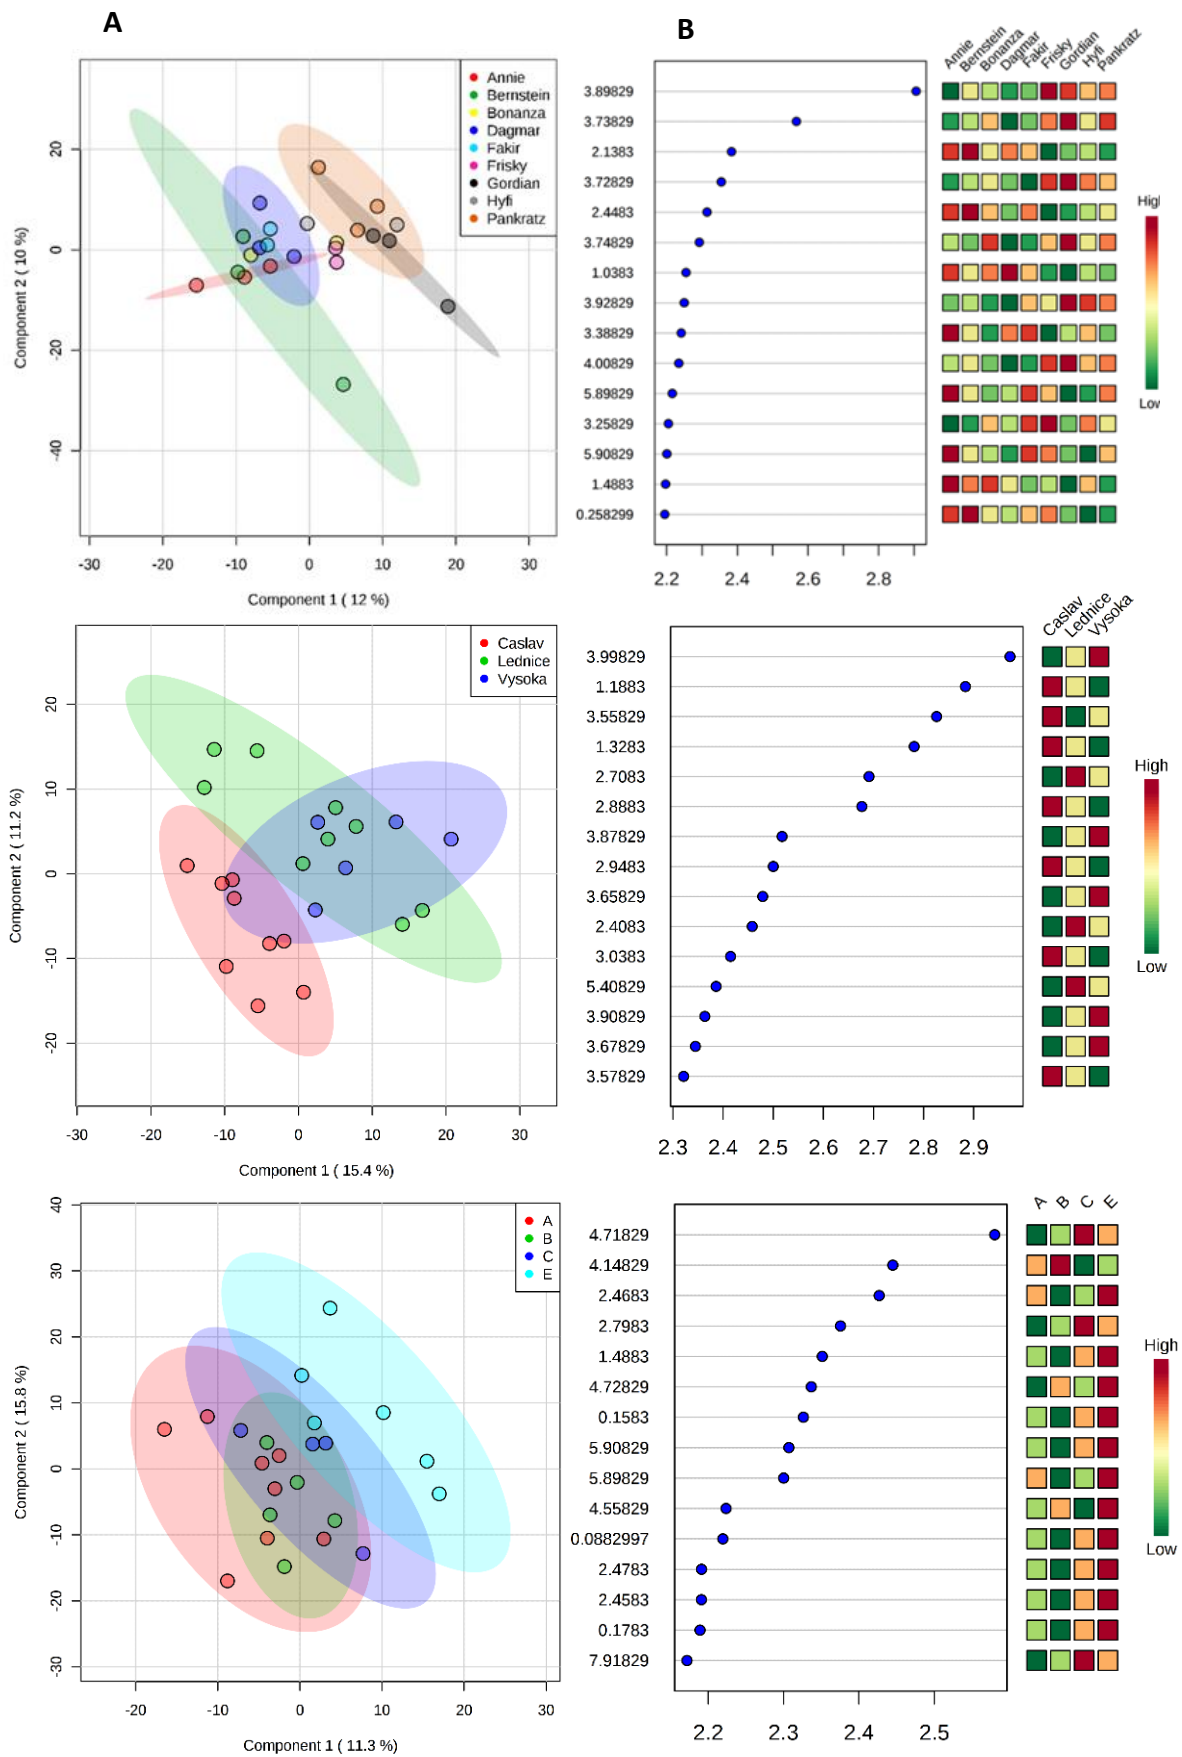 A
B
Annie
Bernstein
Bonanza
Dagmar
Fakir
Frisky
Gordian
Hyfi
Pankratz
20
0
-20
-40
Component 2 ( 10 %)
-30 -20 -10 0 10 20 30
Component 1 ( 12 %)
Annie Bernstein Bonanza Dagmar Fakir Frisky Gordian Hyfi Pankratz
3.89829
3.73829
2.1383
3.72829
2.4483
3.74829
1.0383
3.92829
3.38829
4.00829
5.89829
3.25829
5.90829
1.4883
0.258299
2.2 2.4 2.6 2.8
Low
Caslav
Lednice
Vysoka
20
10
0
-10
-20
Component 2 ( 11.2 %)
-30 -20 -10 0 10 20 30
Component 1 ( 15.4 %)
Caslav Lednice Vysoka
3.99829
1.1883
3.55829
1.3283
2.7083
2.8883
3.87829
2.9483
3.65829
2.4083
3.0383
5.40829
3.90829
3.67829
3.57829
2.3 2.4 2.5 2.6 2.7 2.8 2.9
High
Low
A
B
C
E
40
30
20
10
0
-10
-20
-30
Component 2 ( 15.8 %)
-20 -10 0 10 20 30
Component 1 ( 11.3 %)
A B C E
4.71829
4.14829
2.4683
2.7983
1.4883
4.72829
0.1583
5.90829
5.89829
4.55829
0.0882997
2.4783
2.4583
0.1783
7.91829
2.2 2.3 2.4 2.5
High
Low